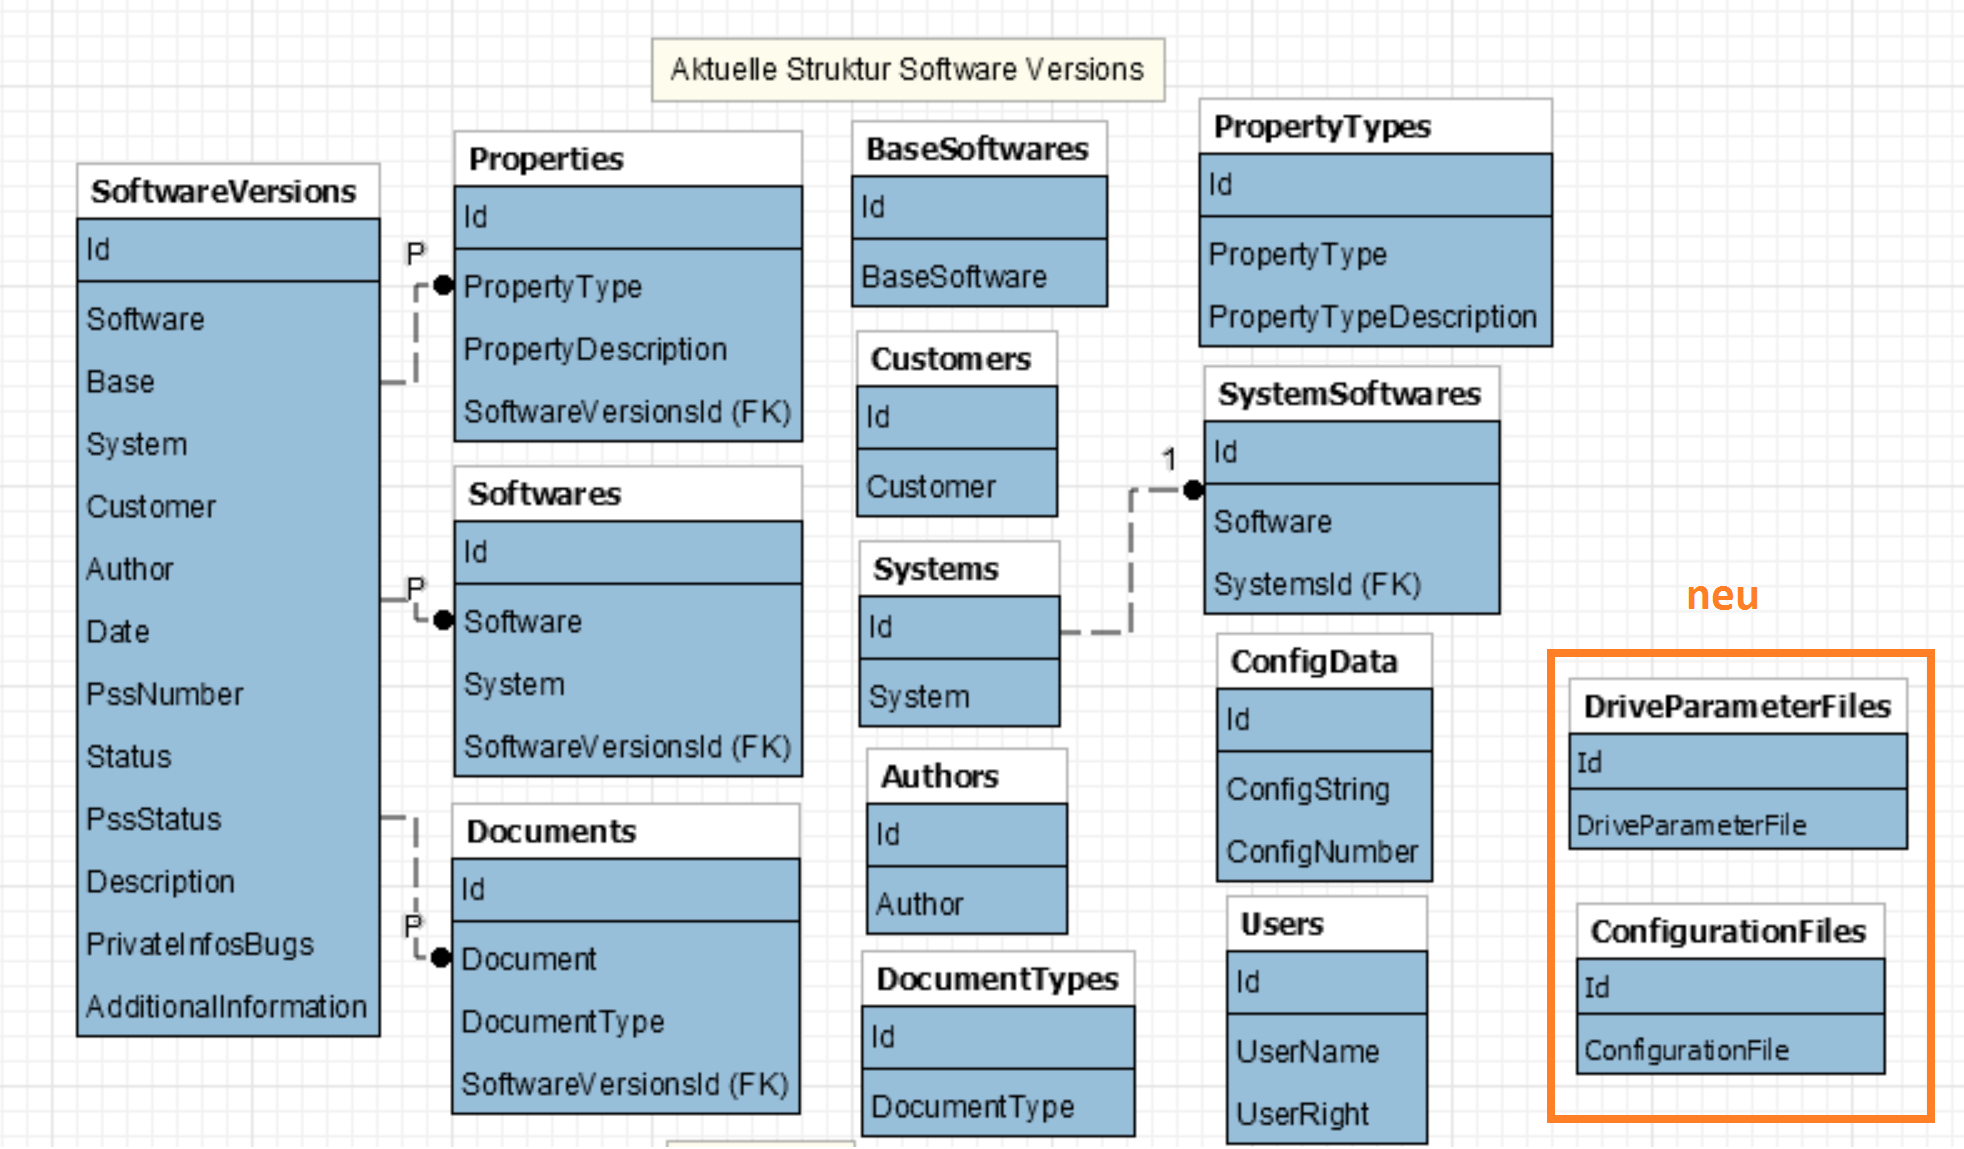 Aktuelle Struktur Software Versions
SoftwareVersions
Id
Software
Base
System
Customer
Author
Date
PssNumber
Status
PssStatus
Description
PrivateInfosBugs
AdditionalInformation
P
P
P
Properties
Id
PropertyType
PropertyDescription
SoftwareVersionsId (FK)
Softwares
Id
Software
System
SoftwareVersionsId (FK)
Documents
Id
Document
DocumentType
SoftwareVersionsId (FK)
BaseSoftwares
Id
BaseSoftware
Customers
Id
Customer
Systems
Id
System
Authors
Id
Author
DocumentTypes
Id
DocumentType
1
PropertyTypes
Id
PropertyType
PropertyTypeDescription
SystemSoftwares
Id
Software
SystemsId (FK)
ConfigData
Id
ConfigString
ConfigNumber
Users
Id
UserName
UserRight
neu
DriveParameterFiles
Id
DriveParameterFile
ConfigurationFiles
Id
ConfigurationFile